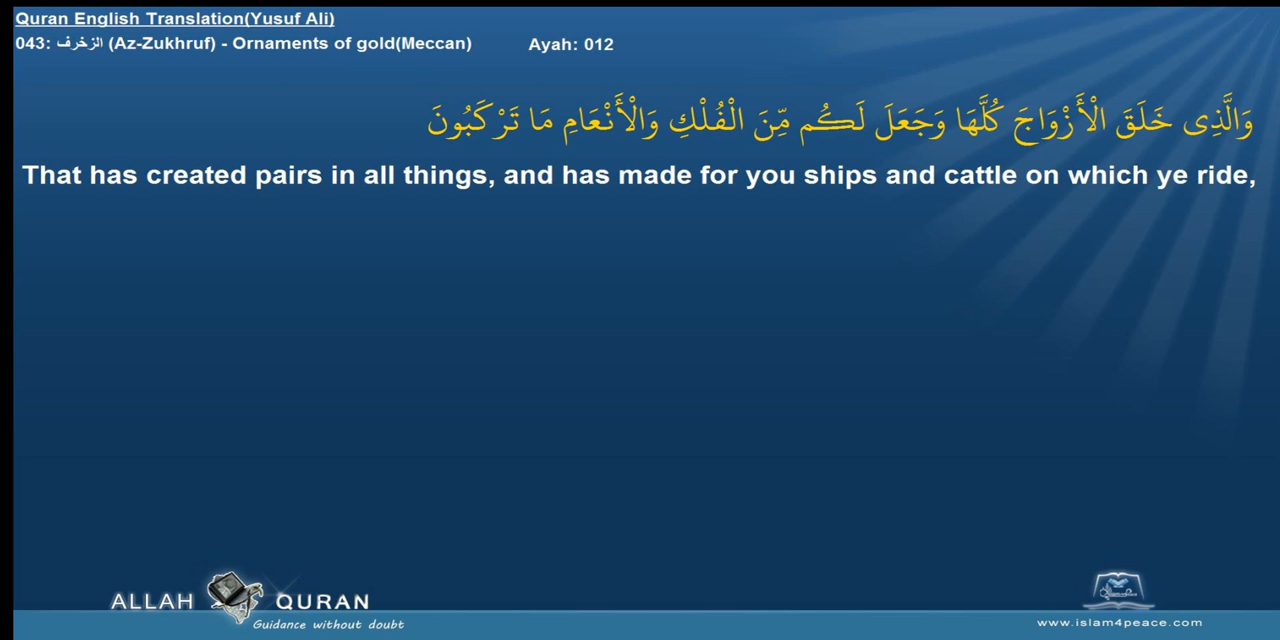 Quran English Translation(Yusuf Ali)
043: الزخرف (Az-Zukhruf) - Ornaments of gold(Meccan) Ayah: 012
وَالَّذِى خَلَقَ الْأَزْوَاجَ كُلَّهَا وَجَعَلَ لَكُم مِّنَ الْفُلْكِ وَالْأَنْعَامِ مَا تَرْكَبُونَ
That has created pairs in all things, and has made for you ships and cattle on which ye ride,
ALLAH QURAN
Guidance without doubt
www.islam4peace.com